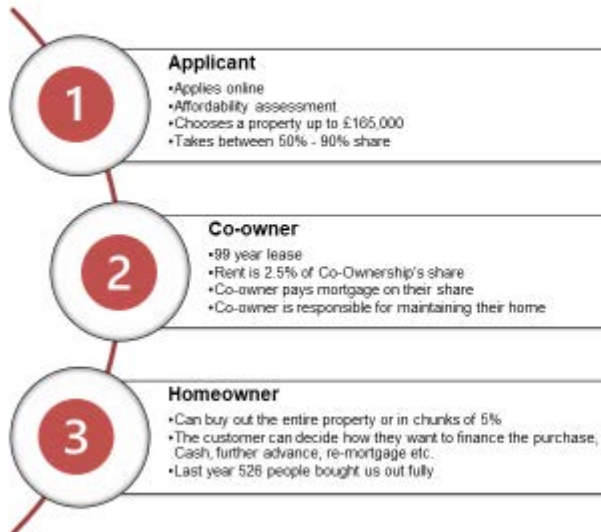 1
Applicant
•Applies online
•Affordability assessment
•Chooses a property up to £165,000
•Takes between 50% - 90% share
2
Co-owner
•99 year lease
•Rent is 2.5% of Co-Ownership's share
•Co-owner pays mortgage on their share
•Co-owner is responsible for maintaining their home
3
Homeowner
•Can buy out the entire property or in chunks of 5%
•The customer can decide how they want to finance the purchase,
Cash, further advance, re-mortgage etc.
•Last year 526 people bought us out fully